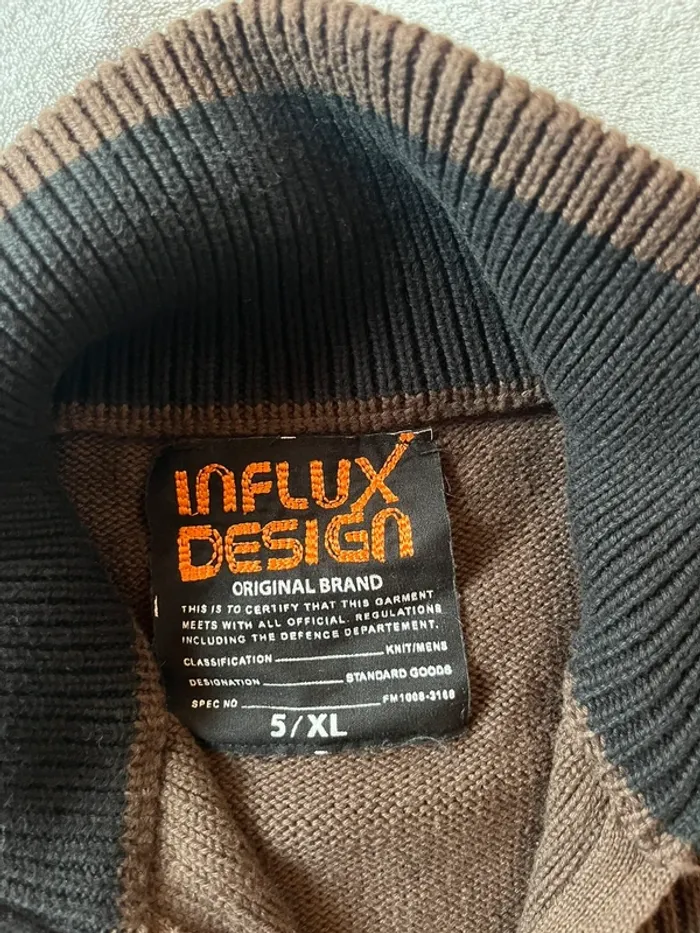 INFLUX
DESIGN
ORIGINAL BRAND
THIS IS TO CERTIFY THAT THIS GARMENT
MEETS WITH ALL OFFICIAL. REGULATIONS
INCLUDING THE DEFENCE DEPARTEMENT.
CLASSIFICATION KNIT/MENS
DESIGNATION STANDARD GOODS
SPEC NO FM1008-3168
5/XL